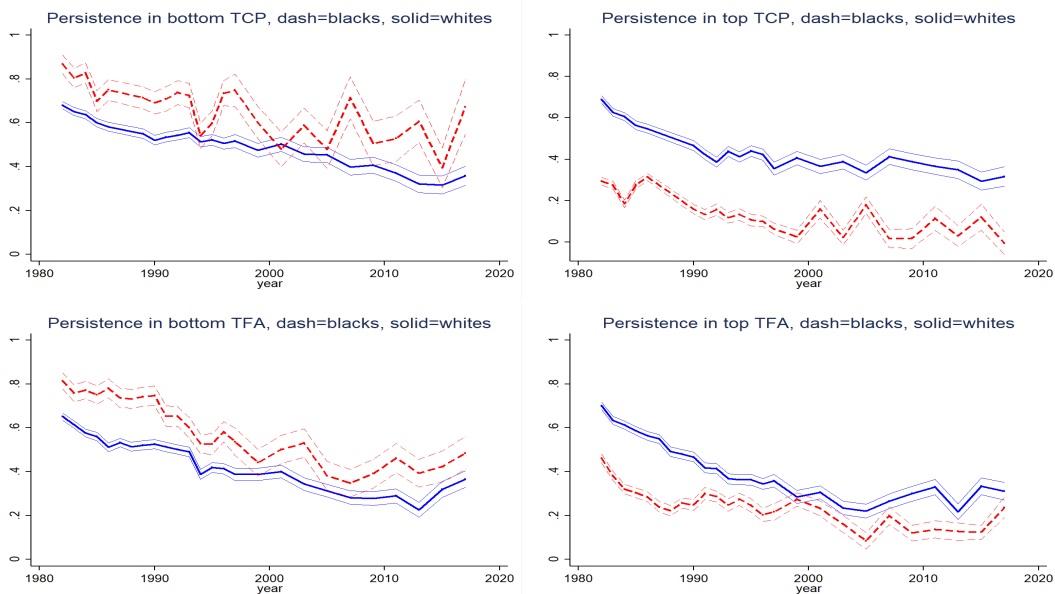 Persistence in bottom TCP, dash=blacks, solid=whites
1
.8
.6
.4
.2
0
1980 1990 2000 2010 2020
year
Persistence in top TCP, dash=blacks, solid=whites
1
.8
.6
.4
.2
0
1980 1990 2000 2010 2020
year
Persistence in bottom TFA, dash=blacks, solid=whites
1
.8
.6
.4
.2
0
1980 1990 2000 2010 2020
year
Persistence in top TFA, dash=blacks, solid=whites
1
.8
.6
.4
.2
0
1980 1990 2000 2010 2020
year